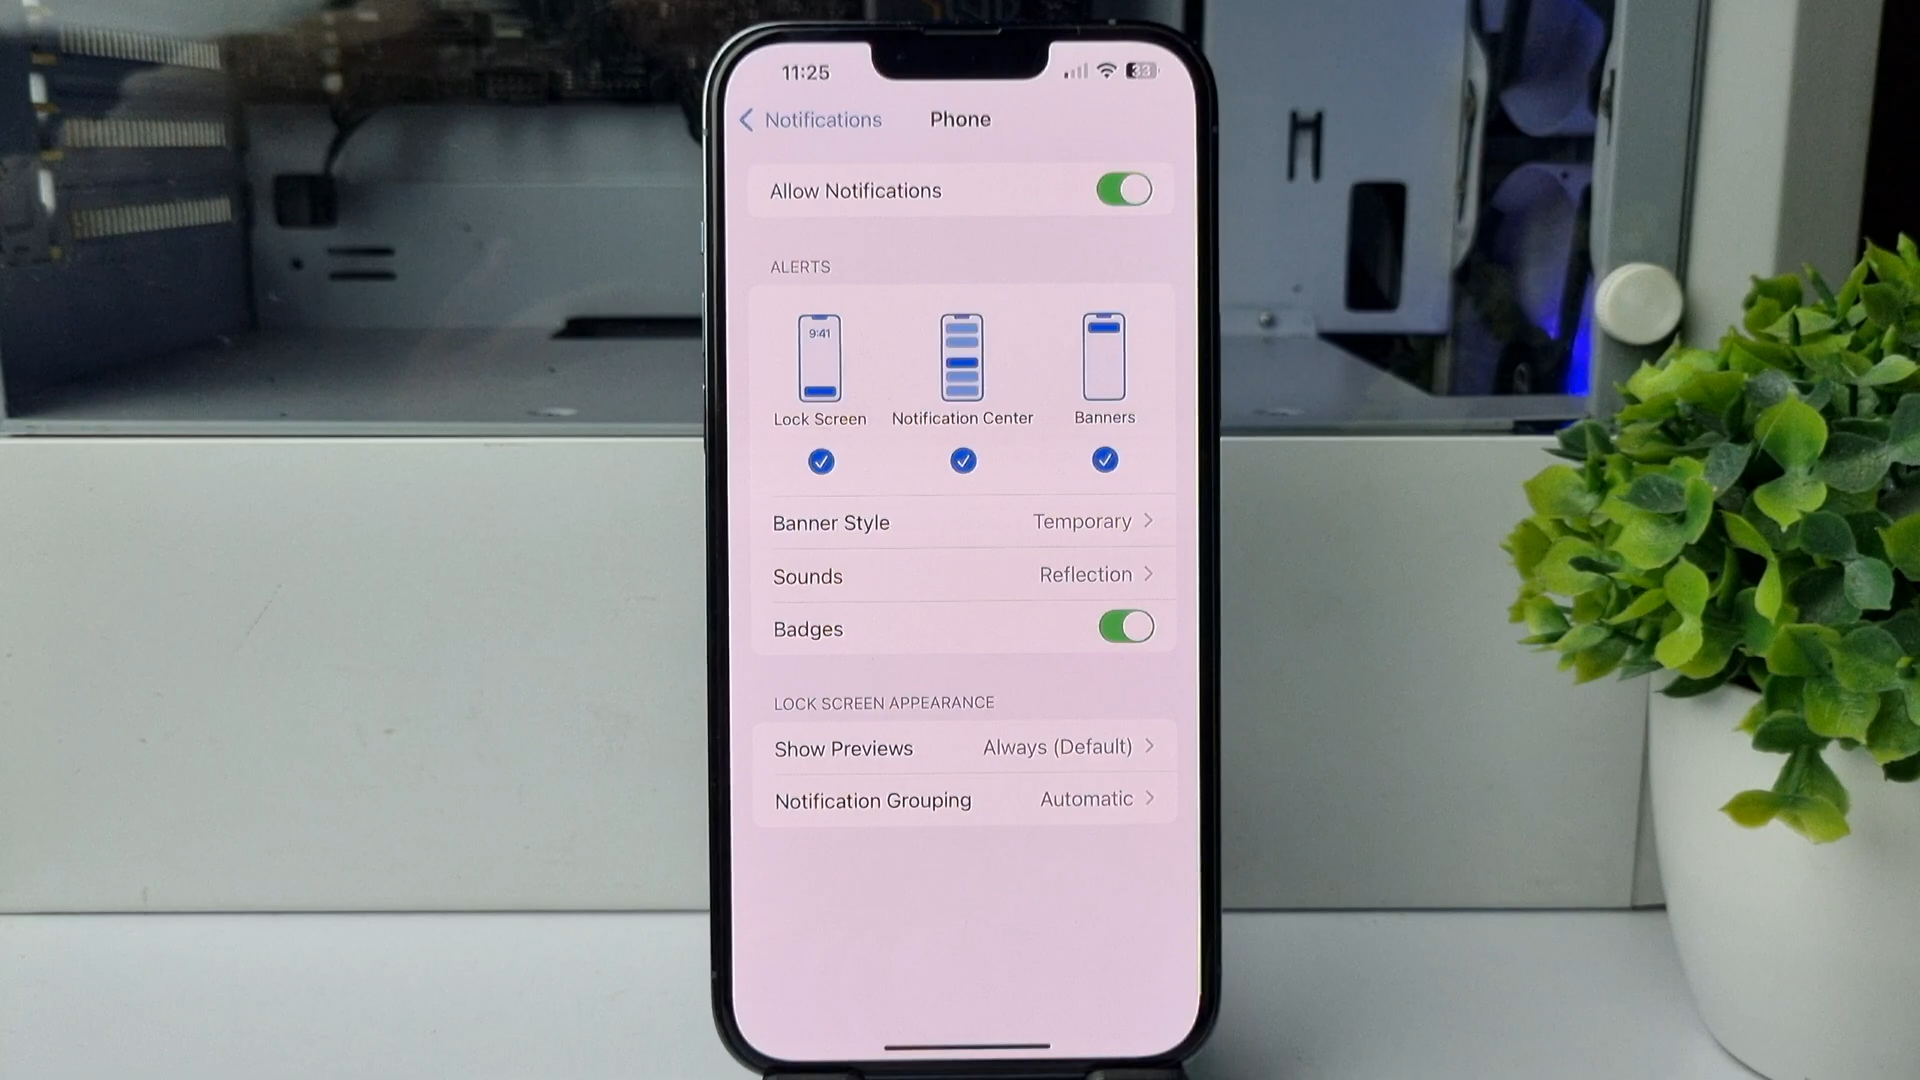 11:25 33
Notifications Phone
Allow Notifications
ALERTS
9:41
Lock Screen Notification Center Banners
Banner Style Temporary
Sounds Reflection
Badges
LOCK SCREEN APPEARANCE
Show Previews Always (Default)
Notification Grouping Automatic